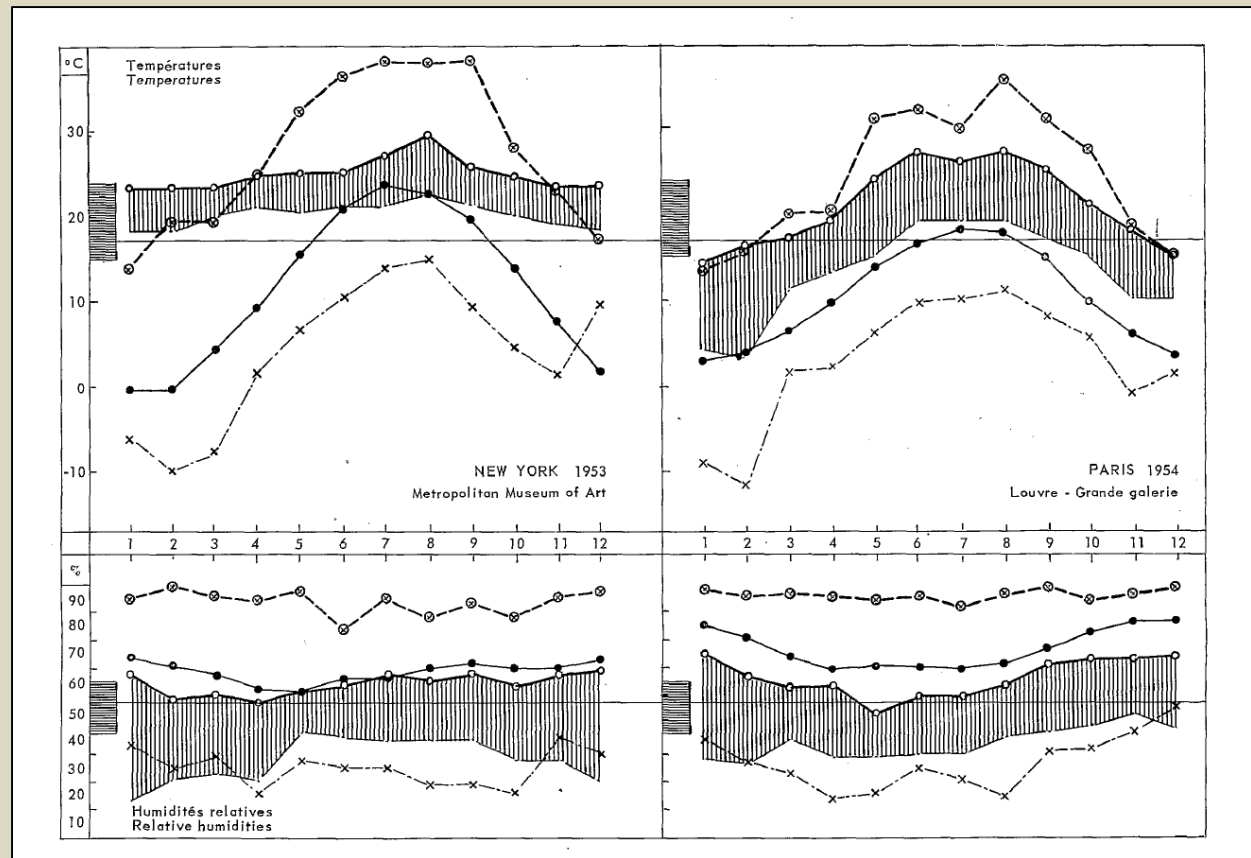 °C
Températures
Temperatures
30
20
10
0
-10
NEW YORK 1953
Metropolitan Museum of Art
PARIS 1954
Louvre - Grande galerie
1 2 3 4 5 6 7 8 9 10 11 12
1 2 3 4 5 6 7 8 9 10 11 12
%
90
80
70
60
50
40
30
20
10
Humidités relatives
Relative humidities